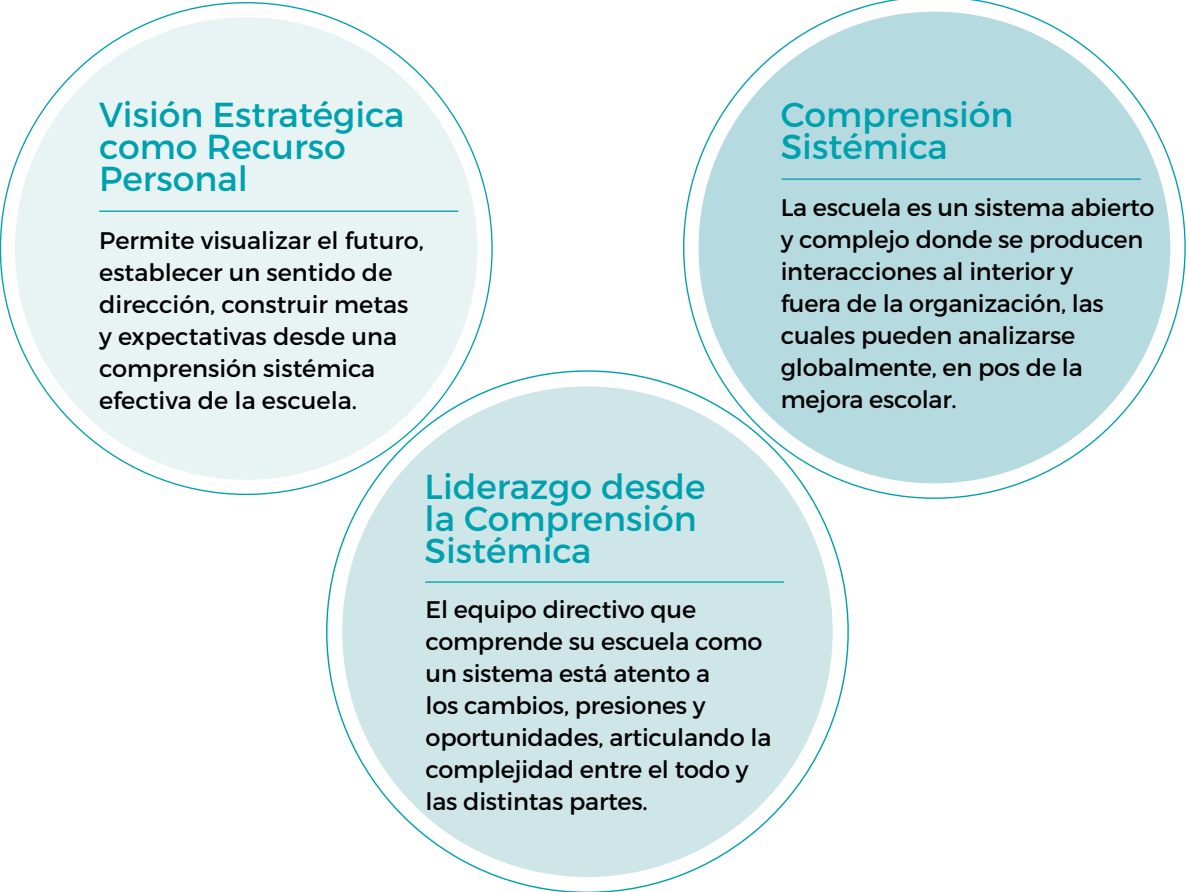 Visión Estratégica
como Recurso
Personal
Permite visualizar el futuro,
establecer un sentido de
dirección, construir metas
y expectativas desde una
comprensión sistémica
efectiva de la escuela.
Comprensión
Sistémica
La escuela es un sistema abierto
y complejo donde se producen
interacciones al interior y
fuera de la organización, las
cuales pueden analizarse
globalmente, en pos de la
mejora escolar.
Liderazgo desde
la Comprensión
Sistémica
El equipo directivo que
comprende su escuela como
un sistema está atento a
los cambios, presiones y
oportunidades, articulando la
complejidad entre el todo y
las distintas partes.